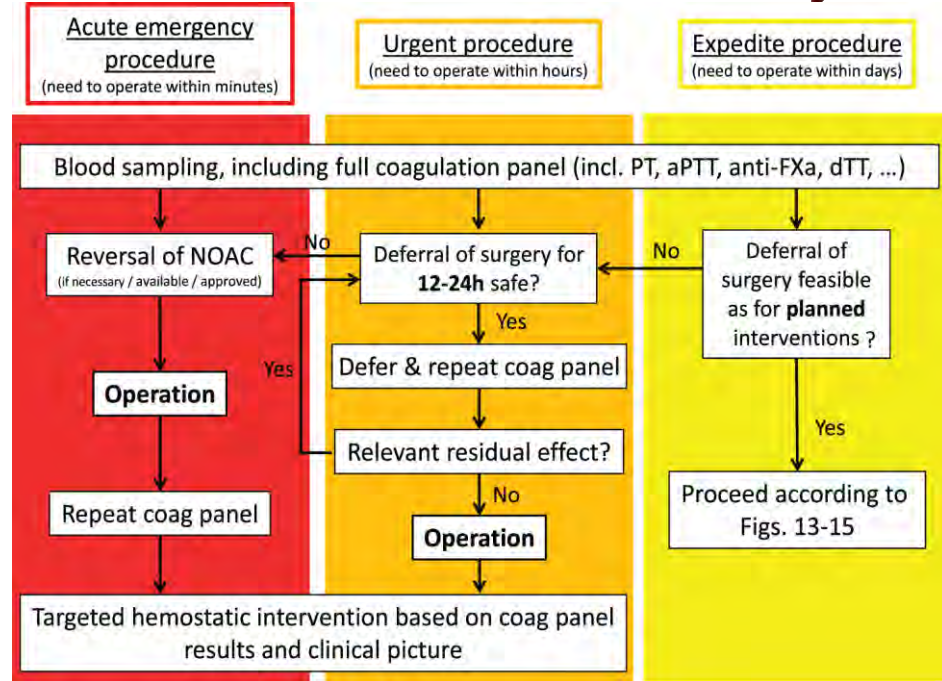 Acute emergency
procedure
(need to operate within minutes)
Urgent procedure
(need to operate within hours)
Expedite procedure
(need to operate within days)
Blood sampling, including full coagulation panel (incl. PT, aPTT, anti-FXa, dTT, ...)
Reversal of NOAC
(if necessary / available / approved)
No
Deferral of surgery for
12-24h safe?
No
Deferral of
surgery feasible
as for planned
interventions ?
Yes
Yes
Defer & repeat coag panel
Operation
Relevant residual effect?
Yes
No
Repeat coag panel
Operation
Proceed according to
Figs. 13-15
Targeted hemostatic intervention based on coag panel
results and clinical picture